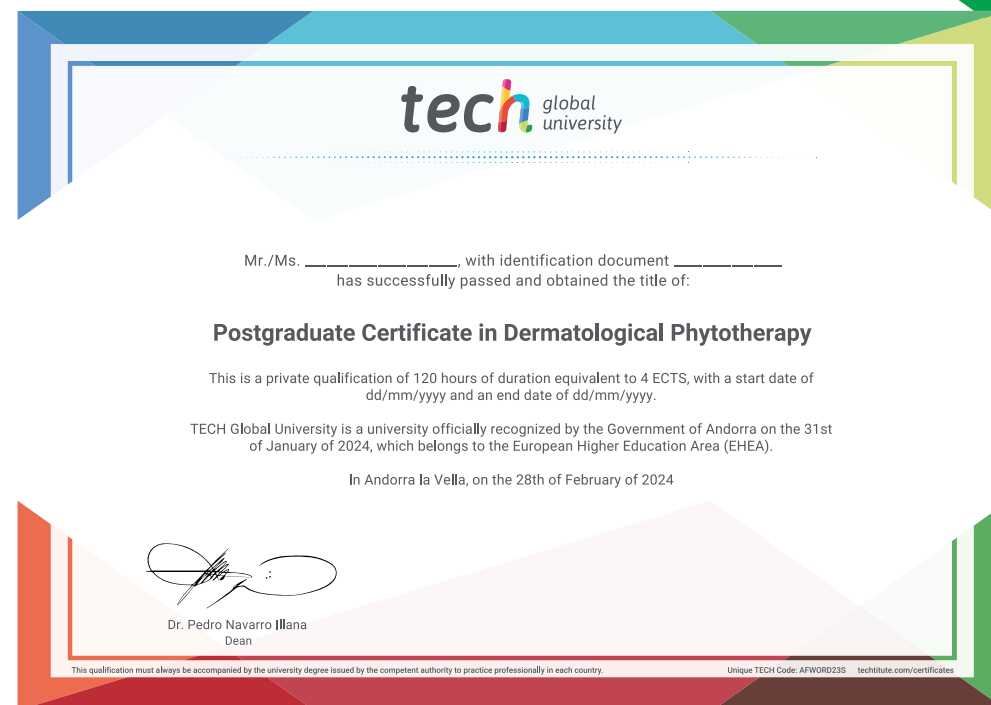 tech global university
Mr./Ms. __________________, with identification document ____________
has successfully passed and obtained the title of:
Postgraduate Certificate in Dermatological Phytotherapy
This is a private qualification of 120 hours of duration equivalent to 4 ECTS, with a start date of
dd/mm/yyyy and an end date of dd/mm/yyyy.
TECH Global University is a university officially recognized by the Government of Andorra on the 31st
of January of 2024, which belongs to the European Higher Education Area (EHEA).
In Andorra la Vella, on the 28th of February of 2024
Dr. Pedro Navarro Illana
Dean
This qualification must always be accompanied by the university degree issued by the competent authority to practice professionally in each country.
Unique TECH Code: AFWORD23S techtitute.com/certificates